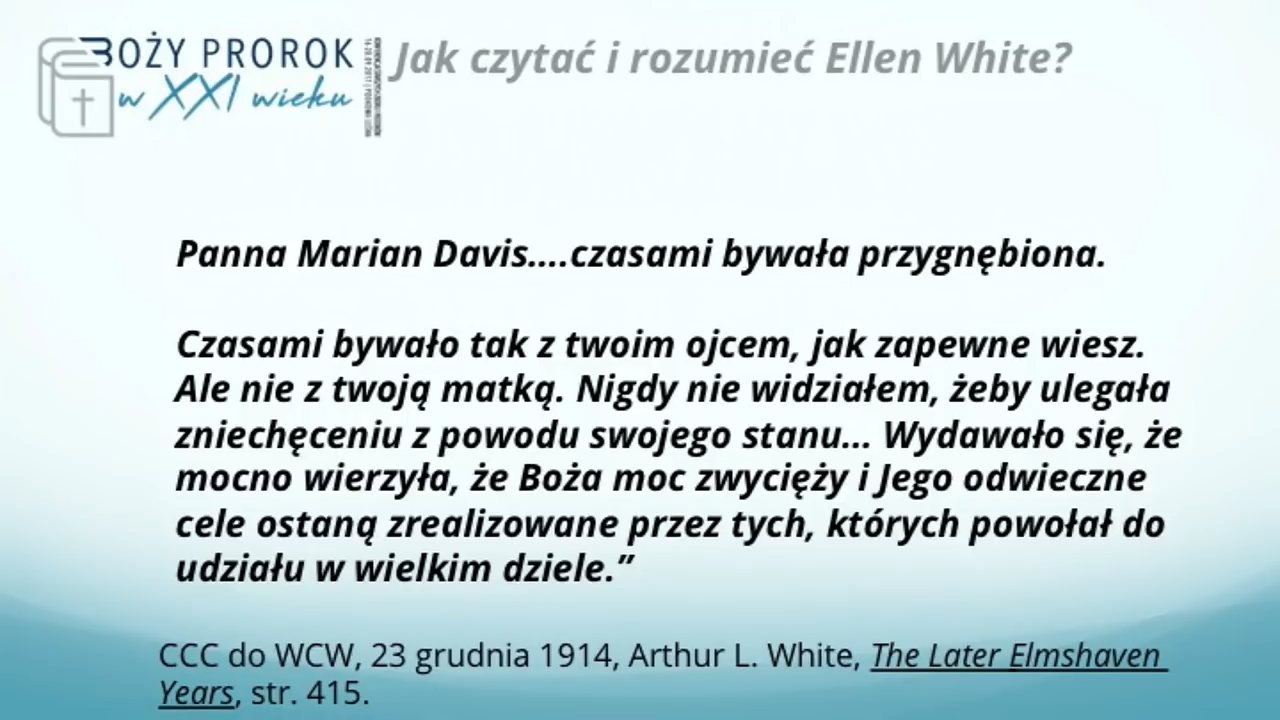 BOŻY PROROK
w XXI wieku
Jak czytać i rozumieć Ellen White?
Panna Marian Davis....czasami bywała przygnębiona.
Czasami bywało tak z twoim ojcem, jak zapewne wiesz.
Ale nie z twoją matką. Nigdy nie widziałem, żeby ulegała
zniechęceniu z powodu swojego stanu... Wydawało się, że
mocno wierzyła, że Boża moc zwycięży i Jego odwieczne
cele ostaną zrealizowane przez tych, których powołał do
udziału w wielkim dziele.”
CCC do WCW, 23 grudnia 1914, Arthur L. White, The Later Elmshaven
Years, str. 415.